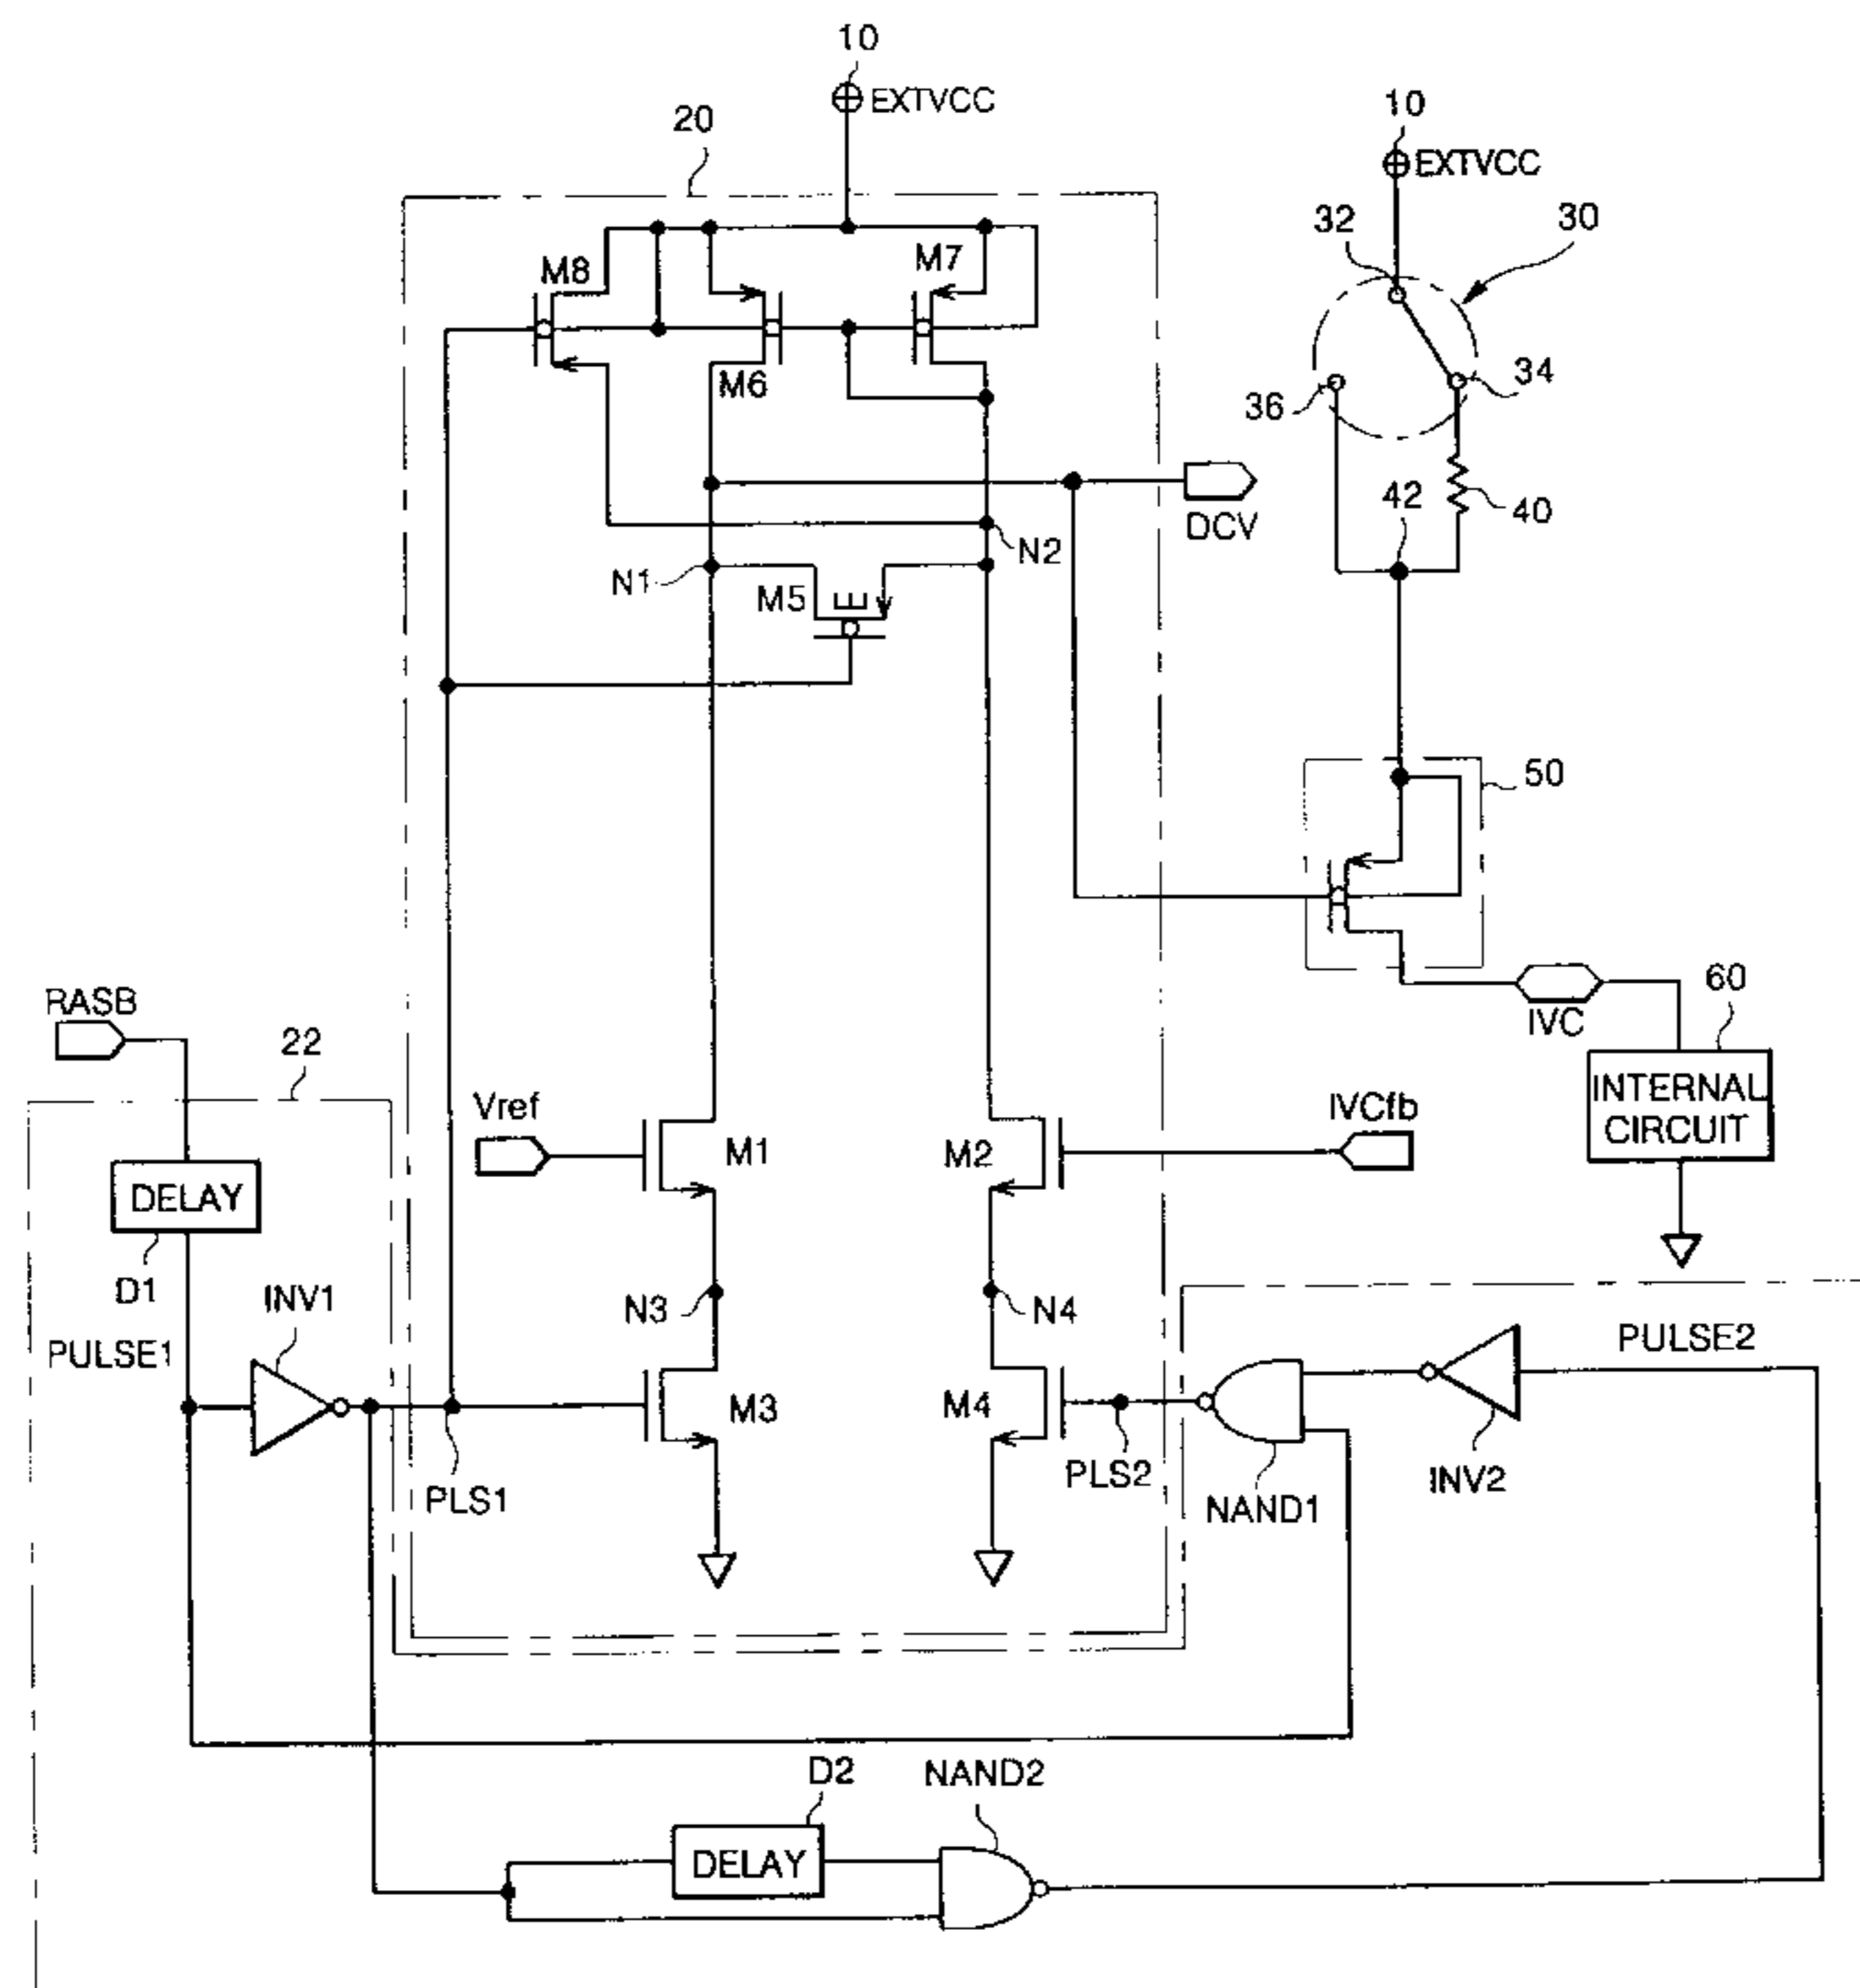 10
EXTVCC
20
10
EXTVCC
32
30
M8
M7
M6
36
34
42
40
DCV
N2
N1
M5
50
RASB
22
IVC
60
INTERNAL
CIRCUIT
Vref
IVCfb
M1
M2
DELAY
D1
INV1
N3
N4
PULSE1
PULSE2
M3
M4
PLS1
PLS2
NAND1
INV2
D2
NAND2
DELAY